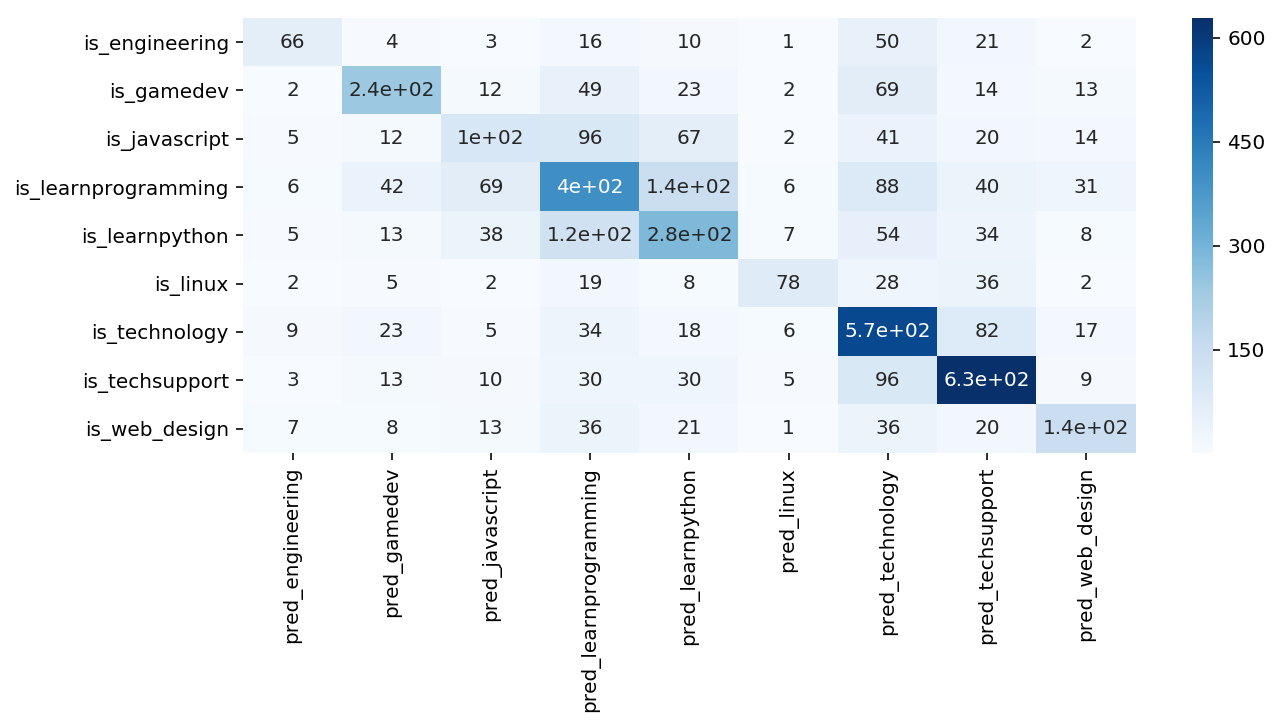 is_engineering 66 4 3 16 10 1 50 21 2
is_gamedev 2 2.4e+02 12 49 23 2 69 14 13
is_javascript 5 12 1e+02 96 67 2 41 20 14
is_learnprogramming 6 42 69 4e+02 1.4e+02 6 88 40 31
is_learnpython 5 13 38 1.2e+02 2.8e+02 7 54 34 8
is_linux 2 5 2 19 8 78 28 36 2
is_technology 9 23 5 34 18 6 5.7e+02 82 17
is_techsupport 3 13 10 30 30 5 96 6.3e+02 9
is_web_design 7 8 13 36 21 1 36 20 1.4e+02
pred_engineering
pred_gamedev
pred_javascript
pred_learnprogramming
pred_learnpython
pred_linux
pred_technology
pred_techsupport
pred_web_design
600
450
300
150